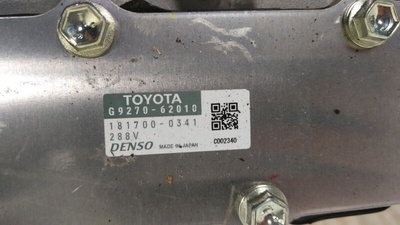 TOYOTA
G9270-62010
181700-0341
288V
DENSO MADE IN JAPAN
C002340